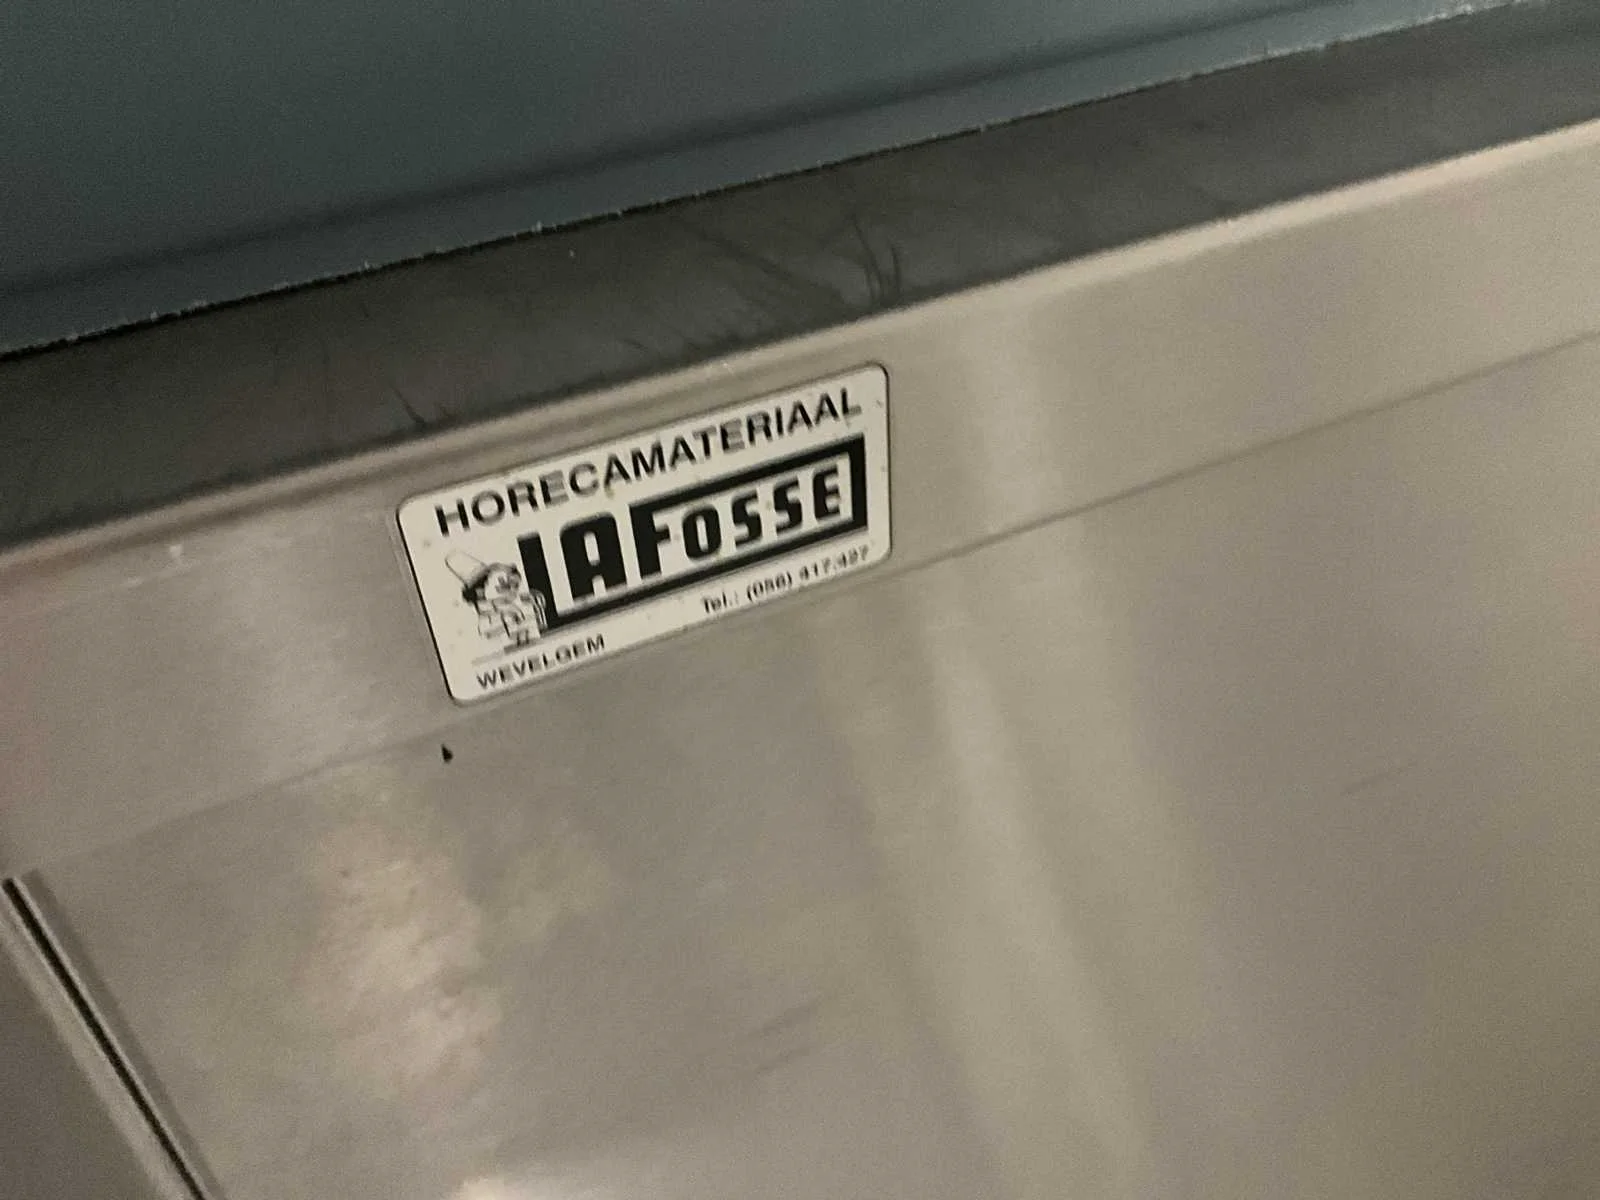 HORECAMATERIAAL
LAFOSSE
Tel.: (056) 417.427
WEVELGEM